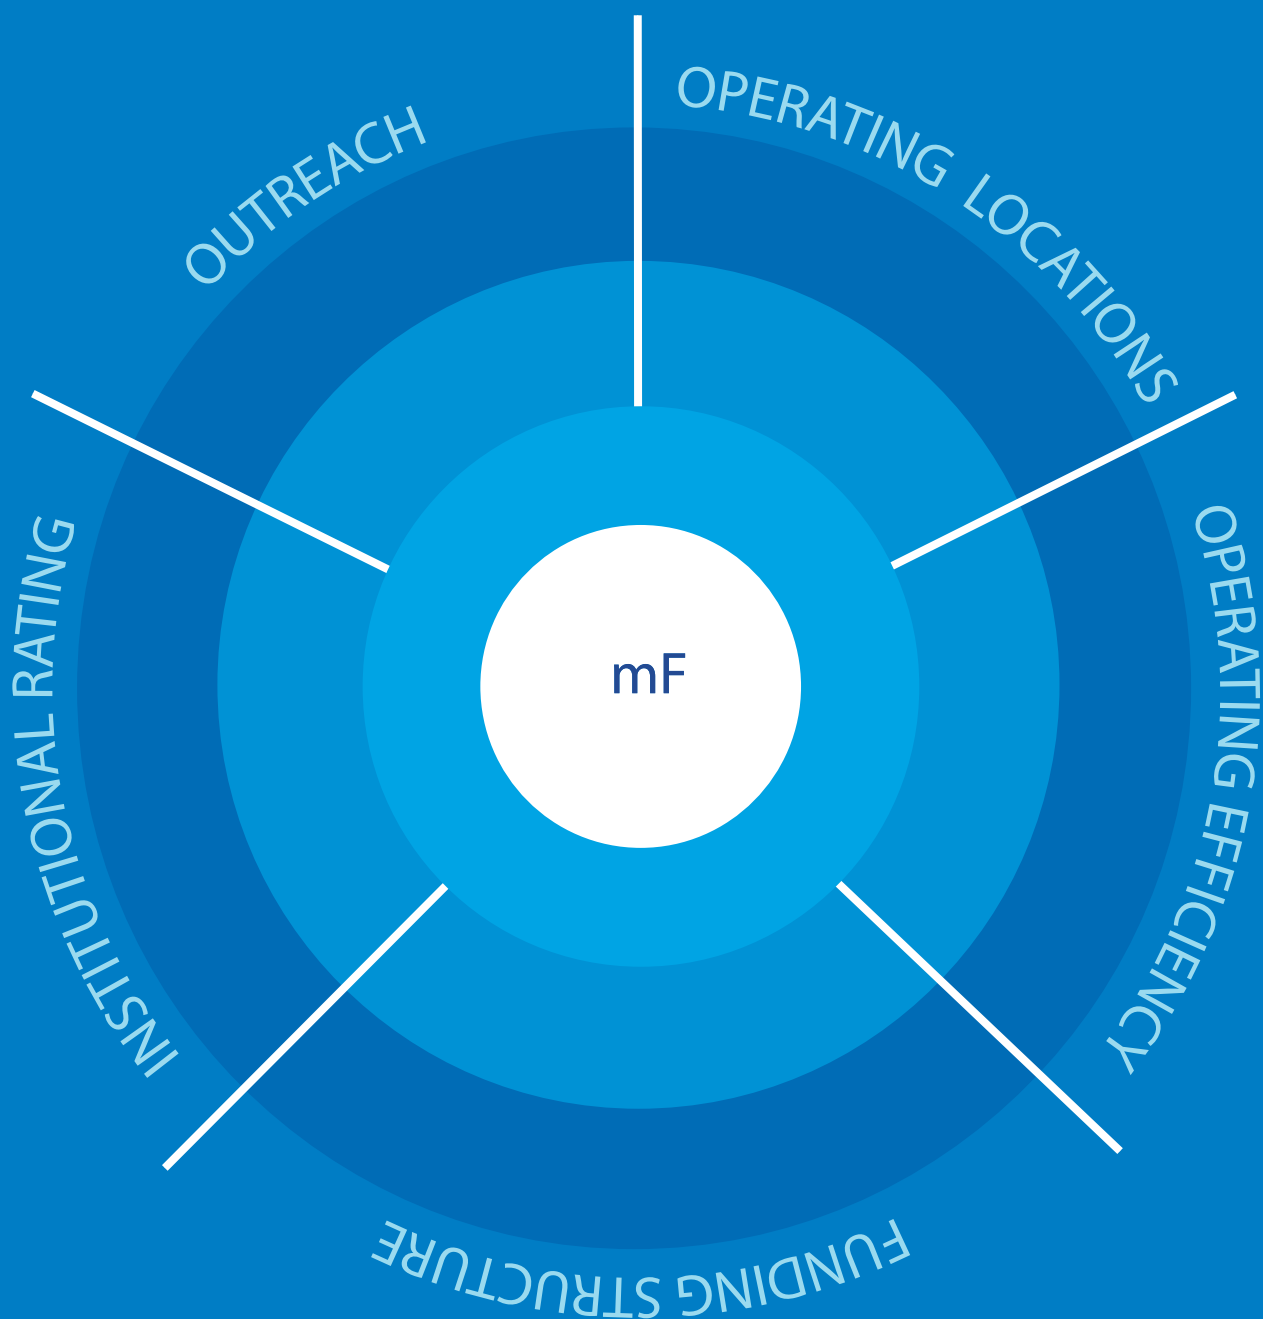 OUTREACH
OPERATING LOCATIONS
OPERATING EFFICIENCY
FUNDING STRUCTURE
INSTITUTIONAL RATING
mF